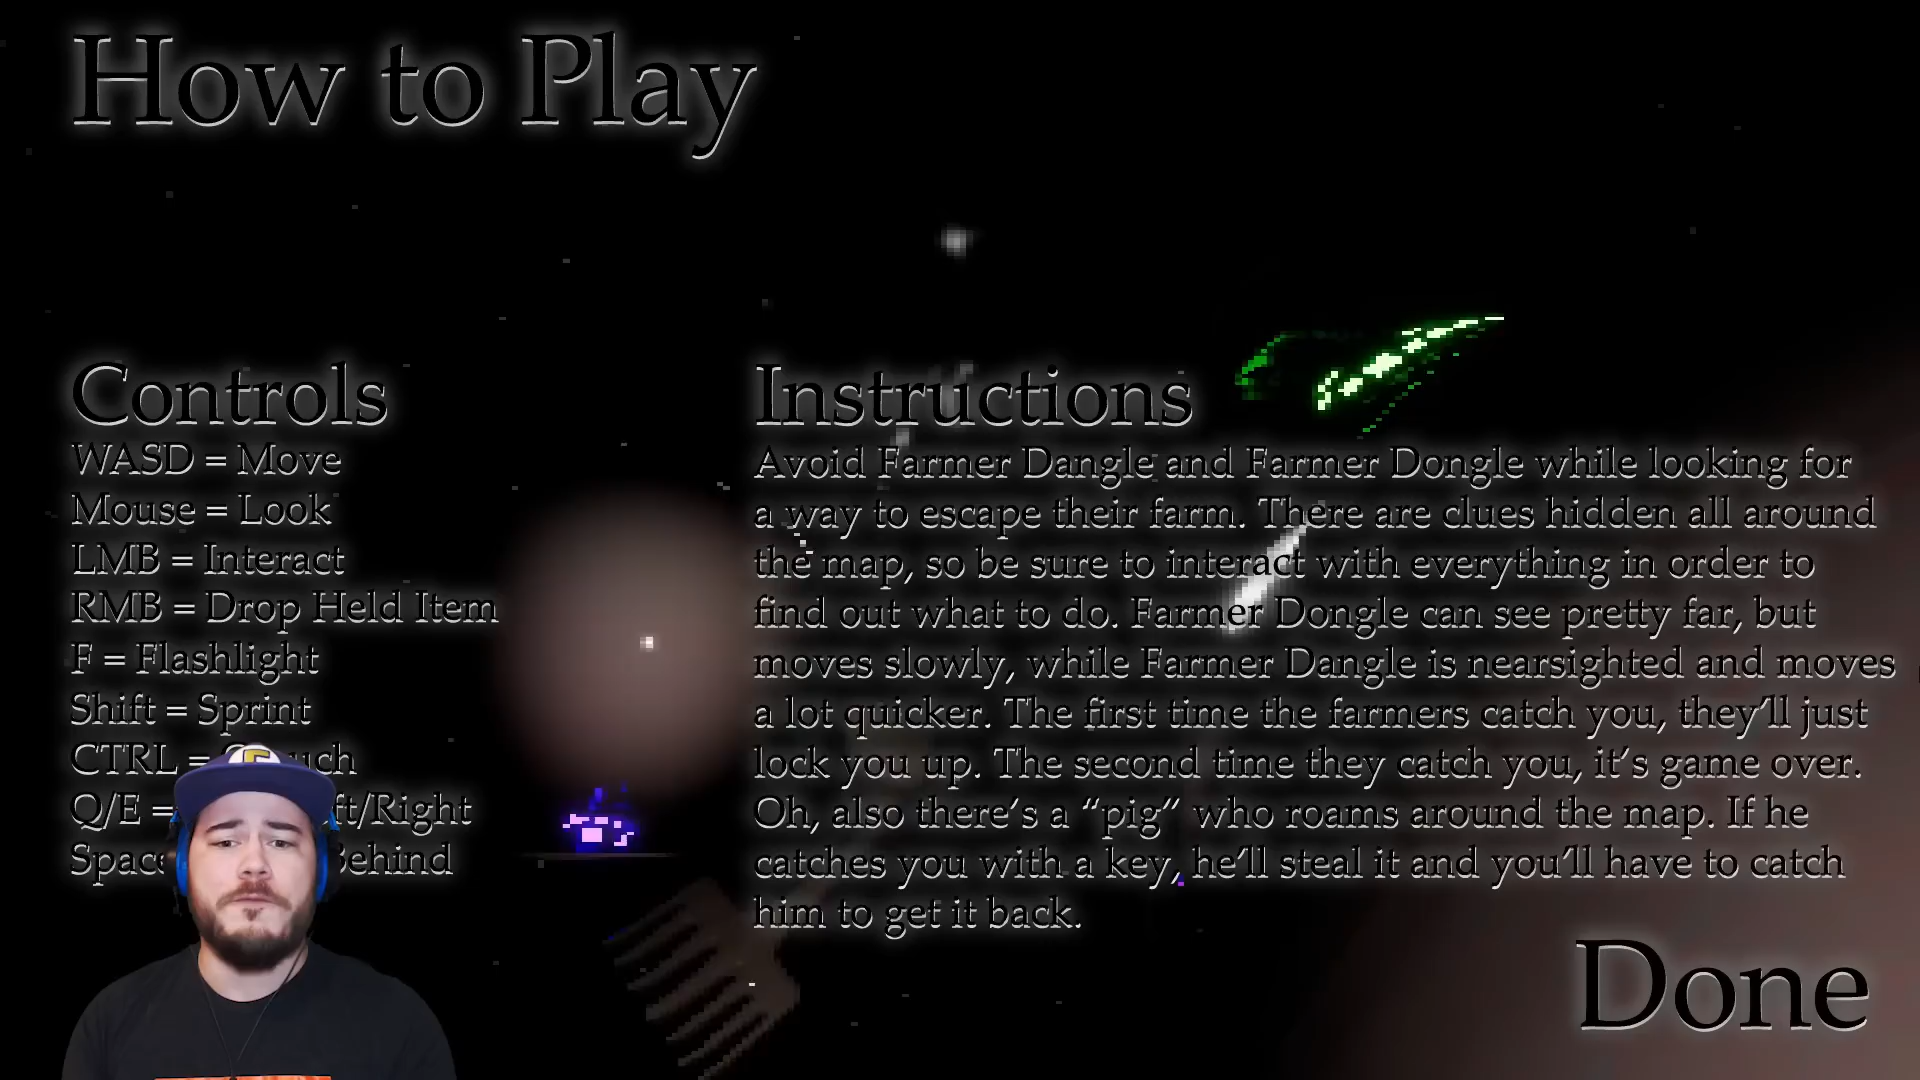 How to Play
Controls
WASD = Move
Mouse = Look
LMB = Interact
RMB = Drop Held Item
F = Flashlight
Shift = Sprint
CTRL =
Q/E = /Right
Behind
Instructions
Avoid Farmer Dangle and Farmer Dongle while looking for
a way to escape their farm. There are clues hidden all around
the map, so be sure to interact with everything in order to
find out what to do. Farmer Dongle can see pretty far, but
moves slowly, while Farmer Dangle is nearsighted and moves
a lot quicker. The first time the farmers catch you, they'll just
lock you up. The second time they catch you, it's game over.
Oh, also there's a "pig" who roams around the map. If he
catches you with a key, he'll steal it and you'll have to catch
him to get it back.
Done